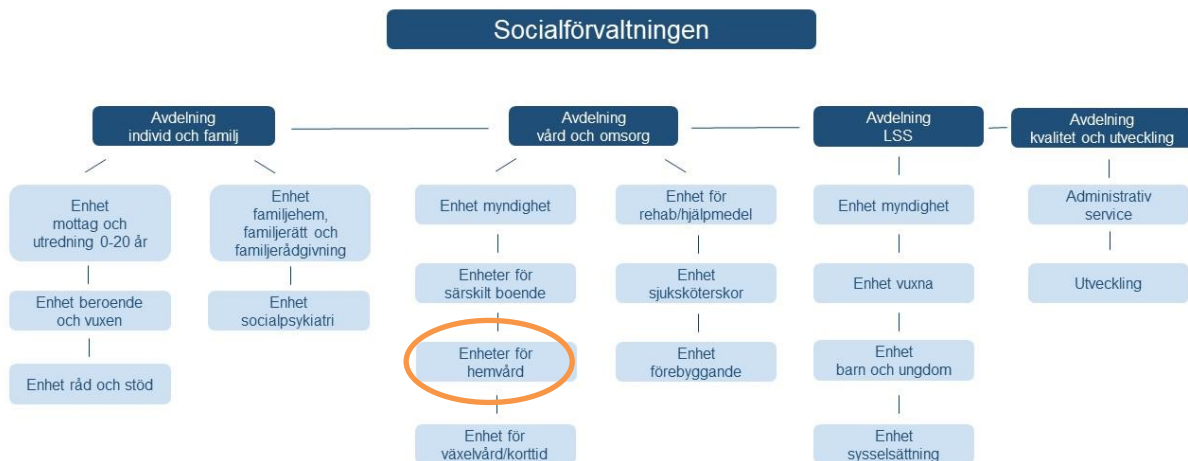 Socialförvaltningen
Avdelning
individ och familj
Avdelning
vård och omsorg
Avdelning
LSS
Avdelning
kvalitet och utveckling
Enhet
mottag och
utredning 0-20 år
Enhet
familjehem,
familjerätt och
familjerådgivning
Enhet myndighet
Enhet för
rehab/hjälpmedel
Enhet myndighet
Administrativ
service
Enhet beroende
och vuxen
Enhet
socialpsykiatri
Enheter för
särskilt boende
Enhet
sjuksköterskor
Enhet vuxna
Utveckling
Enhet råd och stöd
Enheter för
hemvård
Enhet
förebyggande
Enhet
barn och ungdom
Enhet för
växelvård/korttid
Enhet
sysselsättning